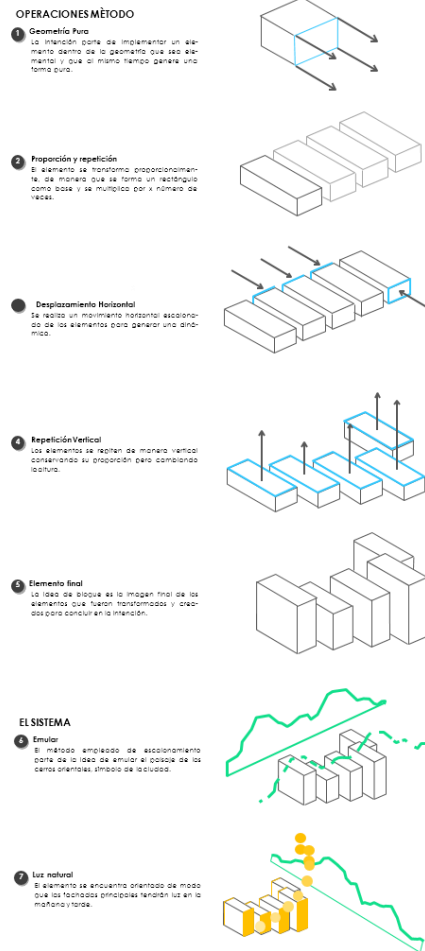 OPERACIONES MÈTODO
1 Geometría Pura
La intención parte de implementar un ele-
mento dentro de la geometría que sea ele-
mental y que al mismo tiempo genere una
forma pura.
2 Proporción y repetición
El elemento se transforma proporcionalmen-
te, de manera que se forma un rectángulo
como base y se multiplica por x número de
veces.
Desplazamiento Horizontal
Se realiza un movimiento horizontal escalona-
do de los elementos para generar una diná-
mica.
4 Repetición Vertical
Los elementos se repiten de manera vertical
conservando su proporción pero cambiando
la altura.
5 Elemento final
La idea de bloque es la imagen final de los
elementos que fueron transformados y crea-
dos para concluir en la intención.
EL SISTEMA
6 Emular
El método empleado de escalonamiento
parte de la idea de emular el paisaje de los
cerros orientales, símbolo de la ciudad.
7 Luz natural
El elemento se encuentra orientado de modo
que las fachadas principales tendrán luz en la
mañana y tarde.